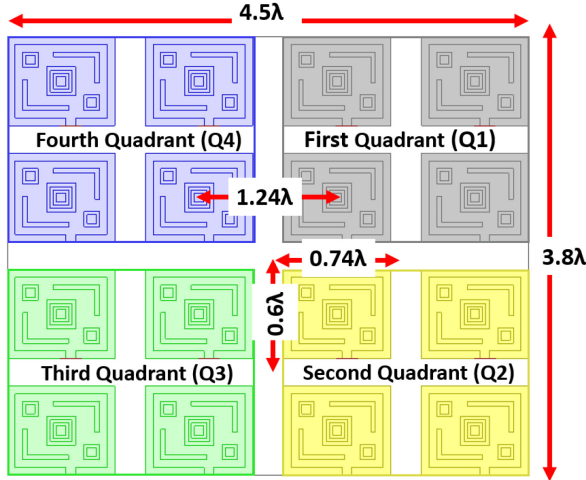 4.5λ
Fourth Quadrant (Q4)
First Quadrant (Q1)
1.24λ
0.74λ
3.8λ
0.6λ
Third Quadrant (Q3)
Second Quadrant (Q2)